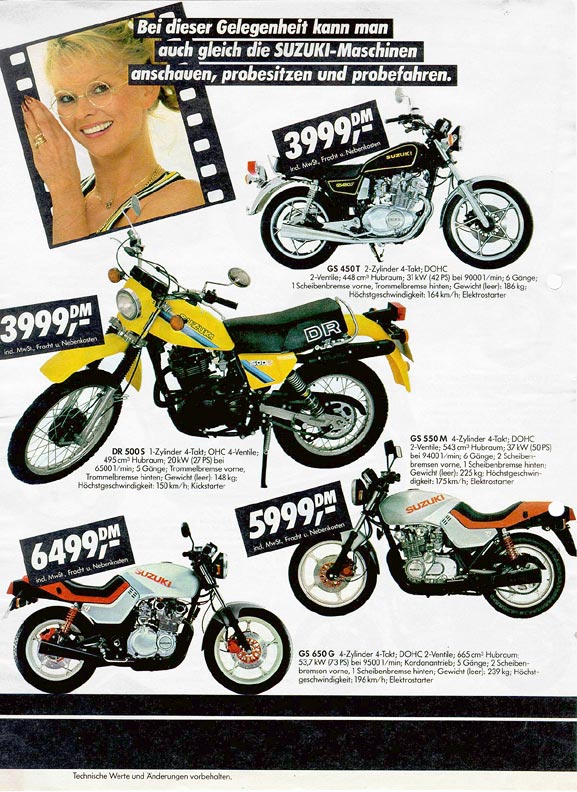 Bei dieser Gelegenheit kann man
auch gleich die SUZUKI-Maschinen
anschauen, probesitzen und probefahren.
3999,- DM
incl. MwSt., Fracht u. Nebenkosten
SUZUKI
GS450T
GS 450 T 2-Zylinder 4-Takt; DOHC
2-Ventile; 448 cm³ Hubraum; 31 kW (42 PS) bei 9000 1/min; 6 Gänge;
1 Scheibenbremse vorne, Trommelbremse hinten; Gewicht (leer): 186 kg;
Höchstgeschwindigkeit: 164 km/h; Elektrostarter
3999,- DM
incl. MwSt., Fracht u. Nebenkosten
SUZUKI
500S
DR
DR 500 S 1-Zylinder 4-Takt; OHC 4-Ventile;
495 cm³ Hubraum; 20 kW (27 PS) bei
6500 1/min; 5 Gänge; Trommelbremse vorne,
Trommelbremse hinten; Gewicht (leer): 148 kg;
Höchstgeschwindigkeit: 150 km/h; Kickstarter
GS 550 M 4-Zylinder 4-Takt; DOHC
2-Ventile; 543 cm³ Hubraum; 37 kW (50 PS)
bei 9400 1/min; 6 Gänge; 2 Scheiben-
bremsen vorne, 1 Scheibenbremse hinten;
Gewicht (leer): 225 kg; Höchstgeschwin-
digkeit: 175 km/h; Elektrostarter
5999,- DM
incl. MwSt., Fracht u. Nebenkosten
SUZUKI
6499,- DM
incl. MwSt., Fracht u. Nebenkosten
SUZUKI
GS 650 G 4-Zylinder 4-Takt; DOHC 2-Ventile; 665 cm³ Hubraum;
53,7 kW (73 PS) bei 9500 1/min; Kardanantrieb; 5 Gänge; 2 Scheiben-
bremsen vorne, 1 Scheibenbremse hinten; Gewicht (leer): 239 kg; Höchst-
geschwindigkeit: 196 km/h; Elektrostarter
Technische Werte und Änderungen vorbehalten.